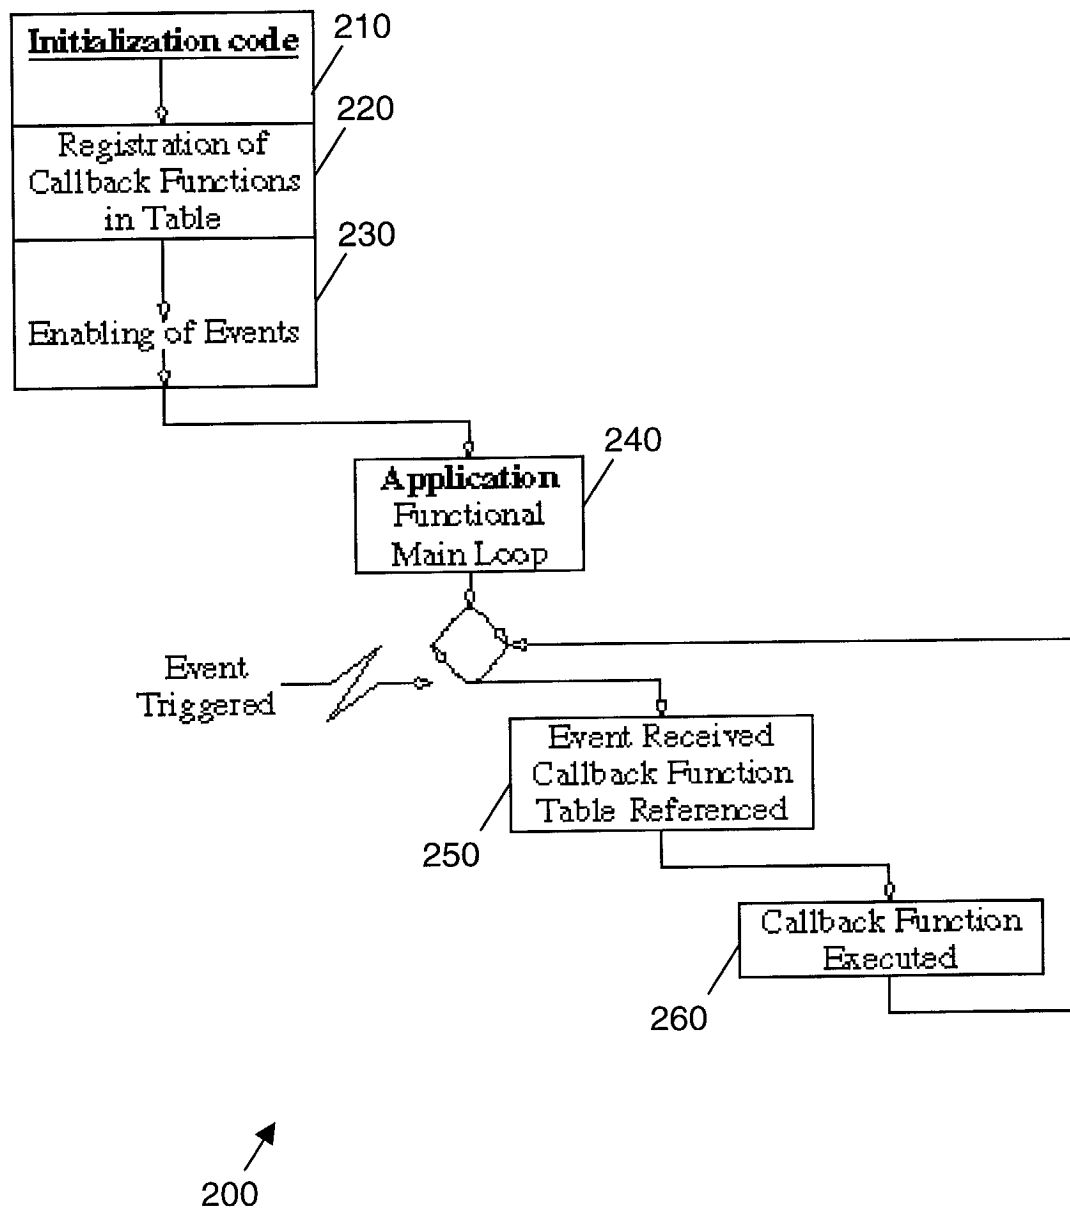 Initialization code
210
220
Registration of
Callback Functions
in Table
230
Enabling of Events
240
Application
Functional
Main Loop
Event
Triggered
Event Received
Callback Function
Table Referenced
250
Callback Function
Executed
260
200